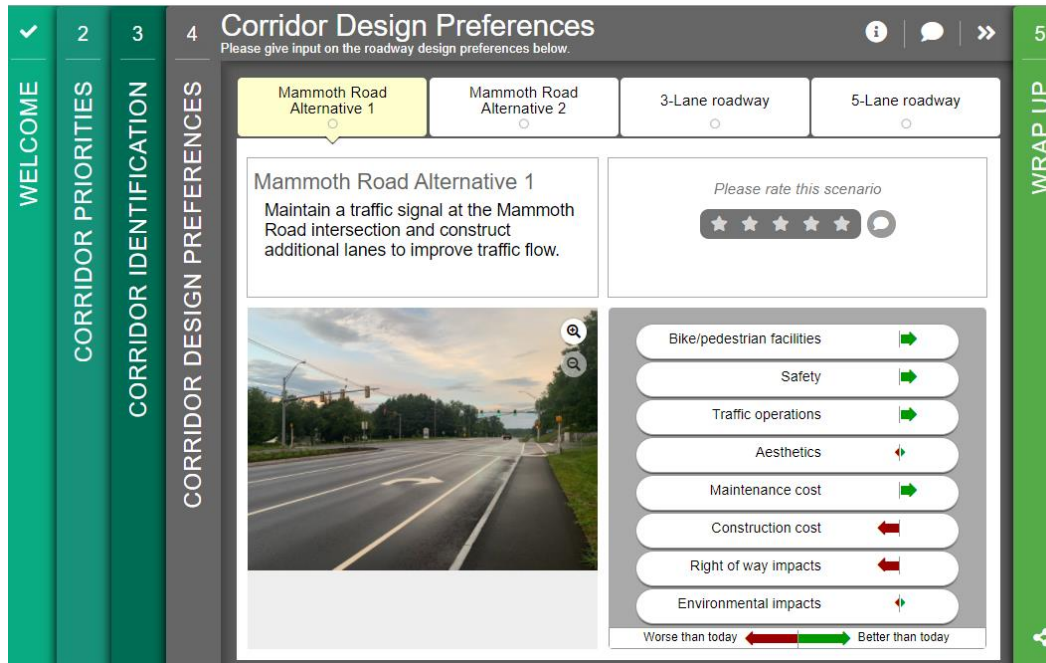 WELCOME
2
CORRIDOR PRIORITIES
3
CORRIDOR IDENTIFICATION
4
CORRIDOR DESIGN PREFERENCES
Corridor Design Preferences
Please give input on the roadway design preferences below.
Mammoth Road
Alternative 1
Mammoth Road
Alternative 2
3-Lane roadway
5-Lane roadway
Mammoth Road Alternative 1
Maintain a traffic signal at the Mammoth
Road intersection and construct
additional lanes to improve traffic flow.
Please rate this scenario
Bike/pedestrian facilities
Safety
Traffic operations
Aesthetics
Maintenance cost
Construction cost
Right of way impacts
Environmental impacts
Worse than today
Better than today
5
WRAP UP